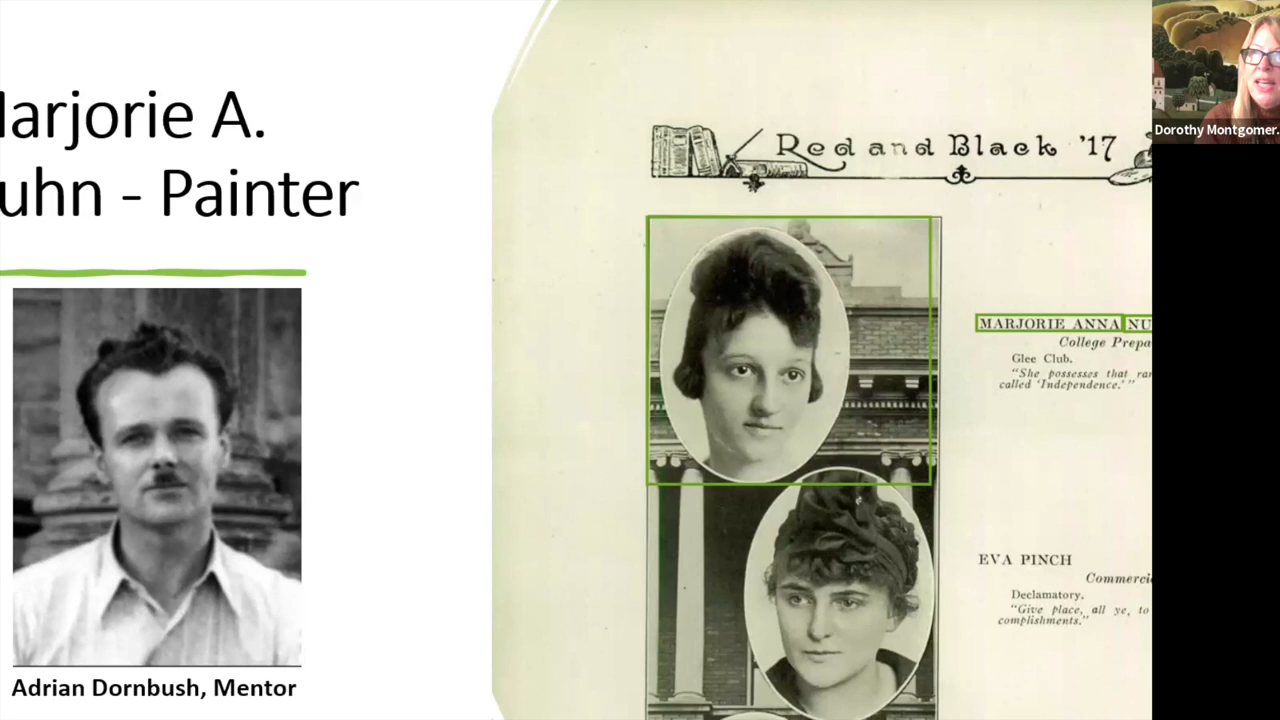 arjorie A.
uhn - Painter
Adrian Dornbush, Mentor
Red and Black '17
MARJORIE ANNA NU
College Prepa
Glee Club.
"She possesses that rar
called 'Independence.'"
EVA PINCH
Commerci
Declamatory.
"Give place, all ye, to
complishments."
Dorothy Montgomer.